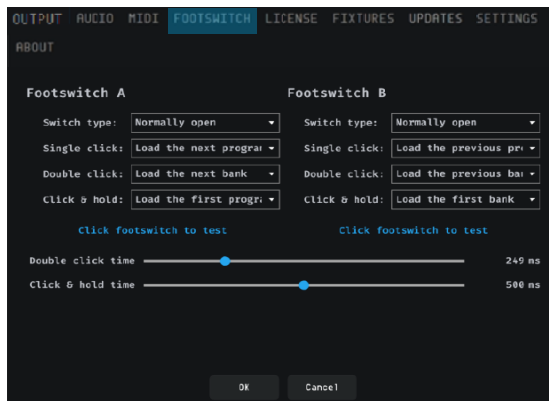 OUTPUT AUDIO MIDI FOOTSWITCH LICENSE FIXTURES UPDATES SETTINGS
ABOUT
Footswitch A
Switch type: Normally open
Single click: Load the next program
Double click: Load the next bank
Click & hold: Load the first progra
Click footswitch to test
Footswitch B
Switch type: Normally open
Single click: Load the previous pro
Double click: Load the previous ban
Click & hold: Load the first bank
Click footswitch to test
Double click time 249 ms
Click & hold time 500 ms
OK Cancel